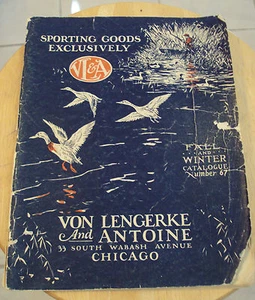 SPORTING GOODS
EXCLUSIVELY
VL&A
FALL
AND
WINTER
CATALOGUE
Number 67
VON LENGERKE
And ANTOINE
33 SOUTH WABASH AVENUE
CHICAGO